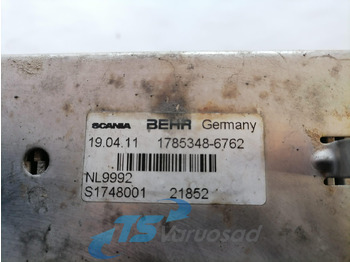 SCANIA BEHR Germany
19.04.11 1785348-6762
NL9992
S1748001 21852
TS
Varuosad